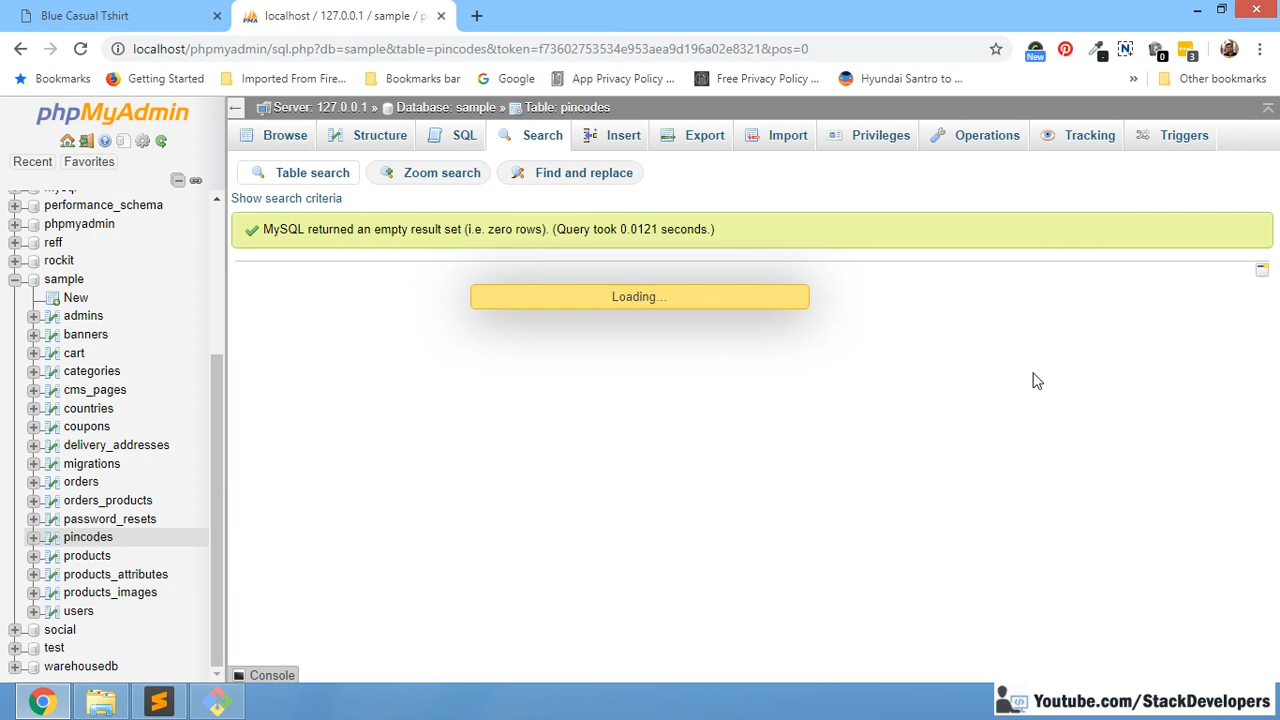 Blue Casual Tshirt
localhost / 127.0.0.1 / sample / p
localhost/phpmyadmin/sql.php?db=sample&table=pincodes&token=f73602753534e953aea9d196a02e8321&pos=0
New
0
3
Bookmarks
Getting Started
Imported From Fire...
Bookmarks bar
Google
App Privacy Policy ...
Free Privacy Policy ...
Hyundai Santro to ...
»
Other bookmarks
phpMyAdmin
Recent
Favorites
performance_schema
phpmyadmin
reff
rockit
sample
New
admins
banners
cart
categories
cms_pages
countries
coupons
delivery_addresses
migrations
orders
orders_products
password_resets
pincodes
products
products_attributes
products_images
users
social
test
warehousedb
Server: 127.0.0.1 » Database: sample » Table: pincodes
Browse
Structure
SQL
Search
Insert
Export
Import
Privileges
Operations
Tracking
Triggers
Table search
Zoom search
Find and replace
Show search criteria
MySQL returned an empty result set (i.e. zero rows). (Query took 0.0121 seconds.)
Loading...
Console
Youtube.com/StackDevelopers